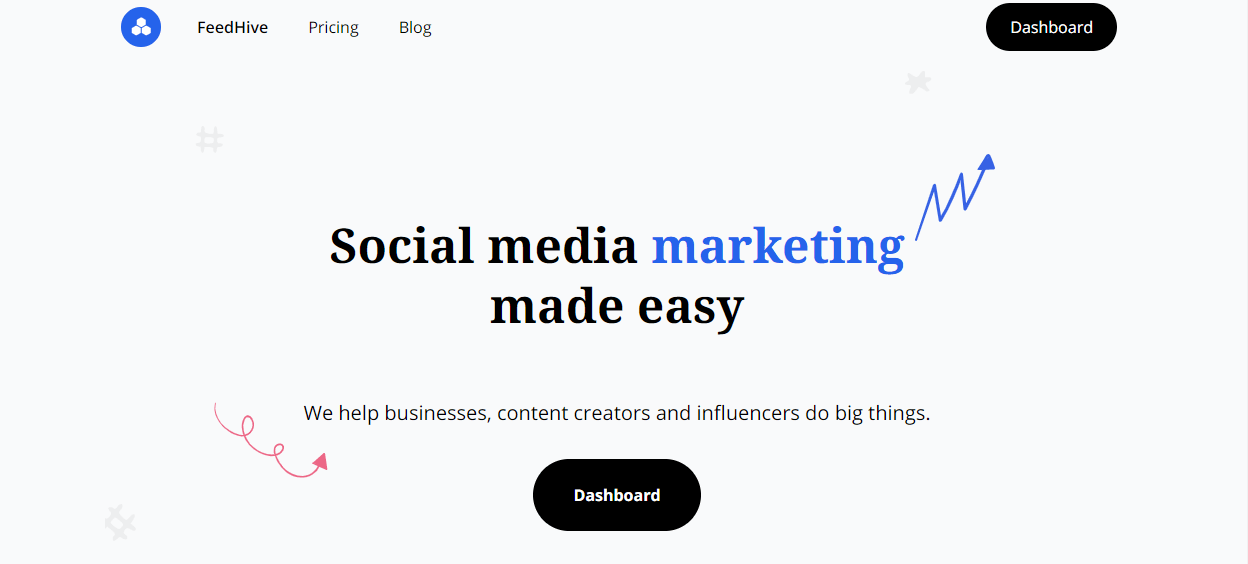 FeedHive Pricing Blog Dashboard
Social media marketing
made easy
We help businesses, content creators and influencers do big things.
Dashboard